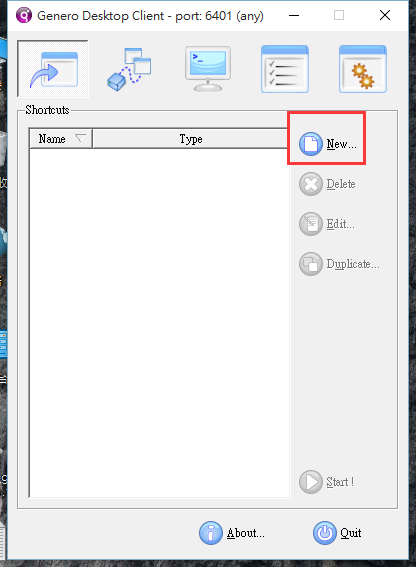 Genero Desktop Client - port: 6401 (any)
Shortcuts
Name Type
New...
Delete
Edit...
Duplicate...
Start !
About... Quit